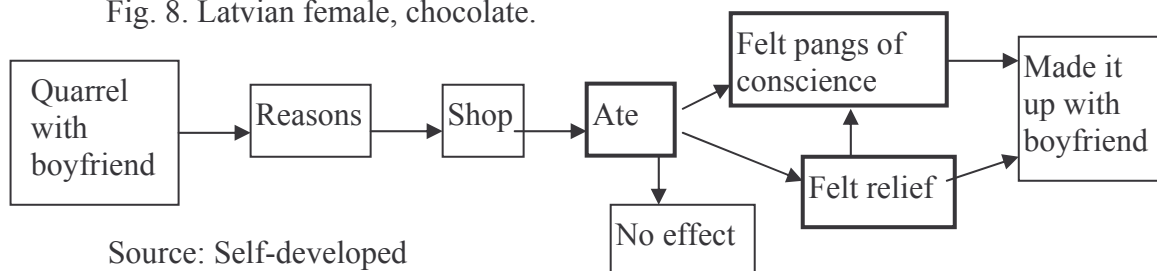 Fig. 8. Latvian female, chocolate.
Quarrel
with
boyfriend
Reasons
Shop
Ate
Felt pangs of
conscience
Felt relief
No effect
Made it
up with
boyfriend
Source: Self-developed